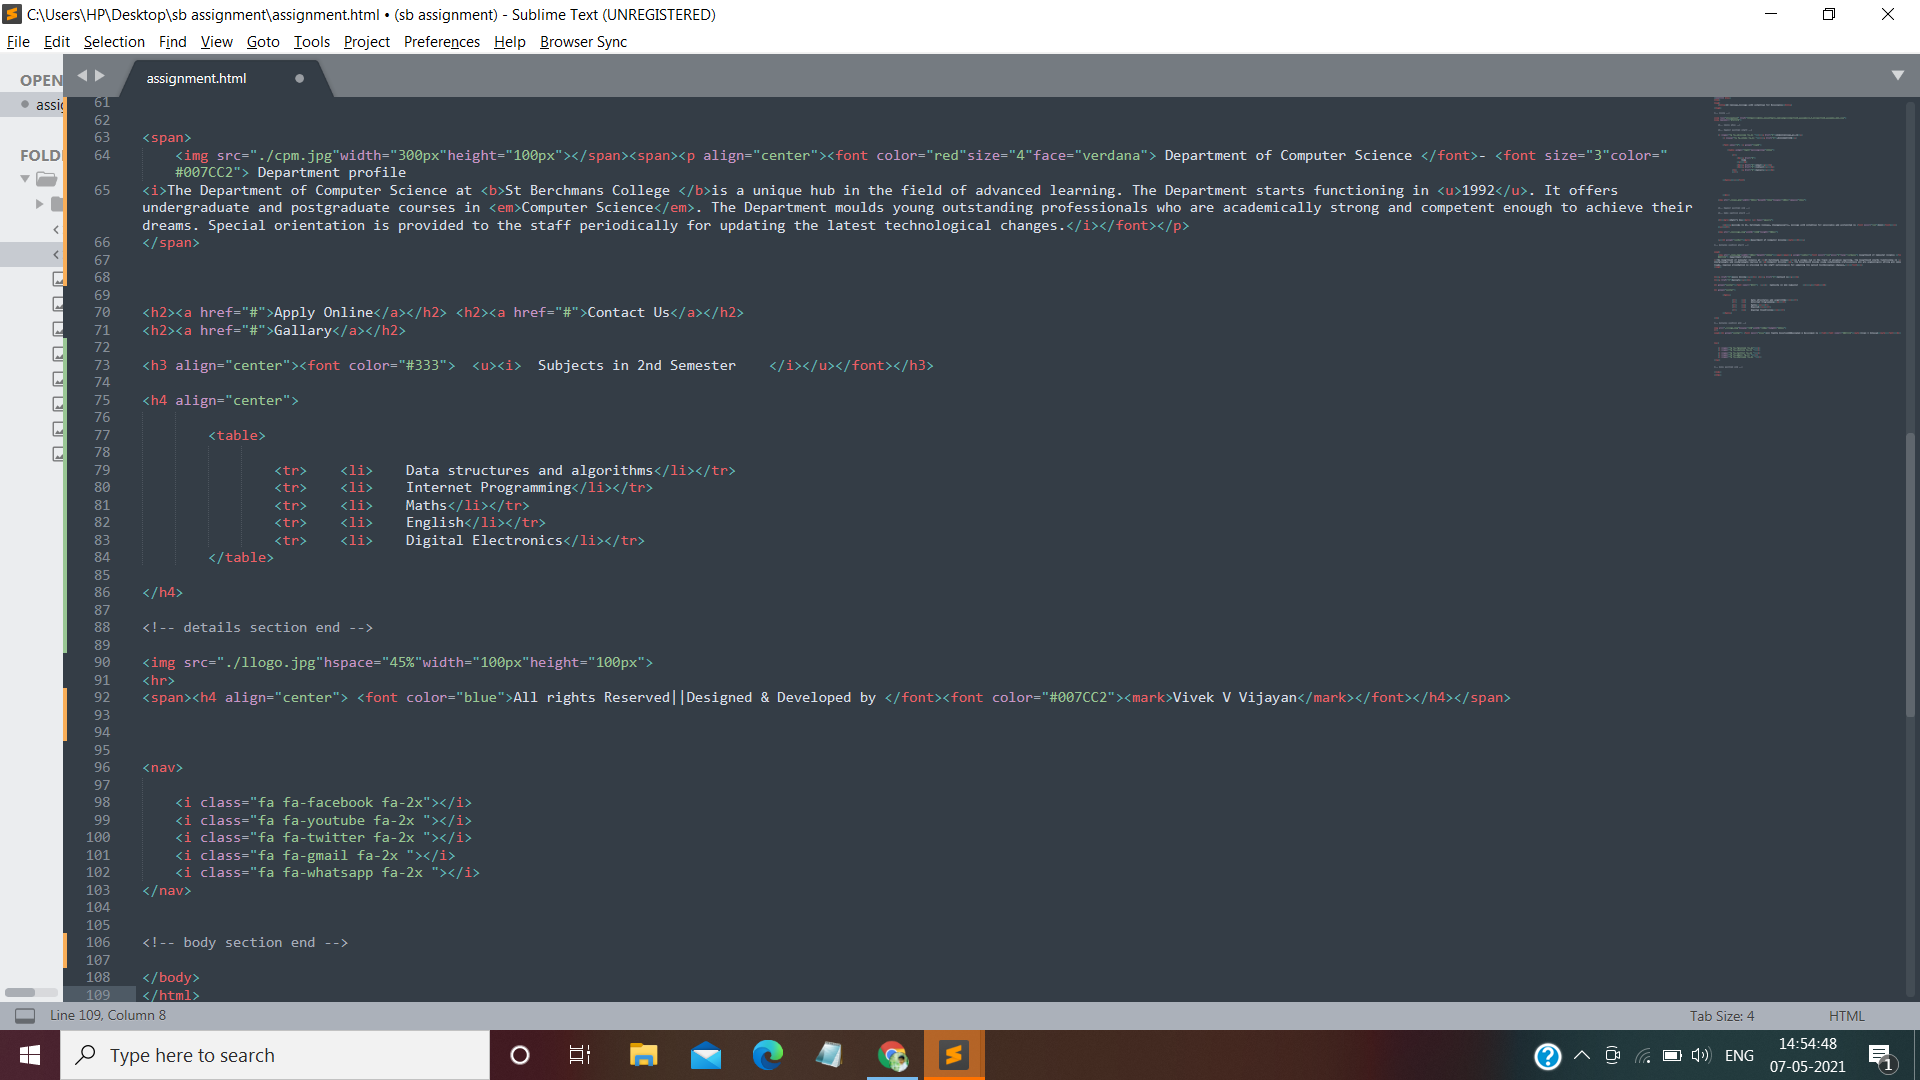 C:\Users\HP\Desktop\sb assignment\assignment.html • (sb assignment) - Sublime Text (UNREGISTERED)
File Edit Selection Find View Goto Tools Project Preferences Help Browser Sync
OPEN
assignment.html
assig
FOLD
61
62
63 <span>
64 <img src="./cpm.jpg"width="300px"height="100px"></span><span><p align="center"><font color="red"size="4"face="verdana"> Department of Computer Science </font>- <font size="3"color="
#007CC2"> Department profile
65 <i>The Department of Computer Science at <b>St Berchmans College </b>is a unique hub in the field of advanced learning. The Department starts functioning in <u>1992</u>. It offers
undergraduate and postgraduate courses in <em>Computer Science</em>. The Department moulds young outstanding professionals who are academically strong and competent enough to achieve their
dreams. Special orientation is provided to the staff periodically for updating the latest technological changes.</i></font></p>
66 </span>
67
68
69
70 <h2><a href="#">Apply Online</a></h2> <h2><a href="#">Contact Us</a></h2>
71 <h2><a href="#">Gallary</a></h2>
72
73 <h3 align="center"><font color="#333">  <u><i>  Subjects in 2nd Semester    </i></u></font></h3>
74
75 <h4 align="center">
76
77 <table>
78
79 <tr>    <li>    Data structures and algorithms</li></tr>
80 <tr>    <li>    Internet Programming</li></tr>
81 <tr>    <li>    Maths</li></tr>
82 <tr>    <li>    English</li></tr>
83 <tr>    <li>    Digital Electronics</li></tr>
84 </table>
85
86 </h4>
87
88 <!-- details section end -->
89
90 <img src="./llogo.jpg"hspace="45%"width="100px"height="100px">
91 <hr>
92 <span><h4 align="center"> <font color="blue">All rights Reserved||Designed & Developed by </font><font color="#007CC2"><mark>Vivek V Vijayan</mark></font></h4></span>
93
94
95
96 <nav>
97
98 <i class="fa fa-facebook fa-2x"></i>
99 <i class="fa fa-youtube fa-2x "></i>
100 <i class="fa fa-twitter fa-2x "></i>
101 <i class="fa fa-gmail fa-2x "></i>
102 <i class="fa fa-whatsapp fa-2x "></i>
103 </nav>
104
105
106 <!-- body section end -->
107
108 </body>
109 </html>
Line 109, Column 8 Tab Size: 4 HTML
Type here to search
ENG
14:54:48
07-05-2021
1